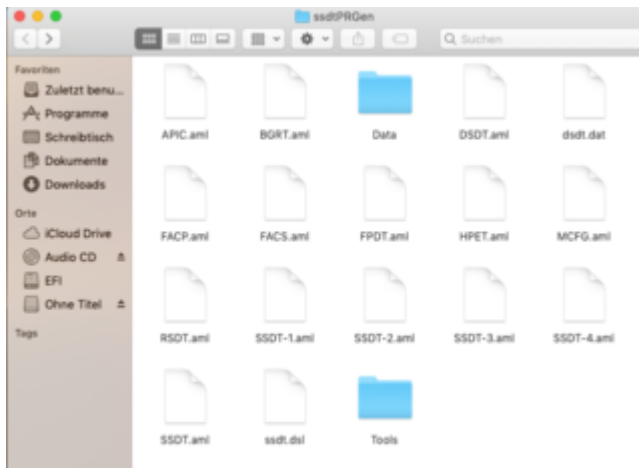 ssdtPRGen
Suchen
Favoriten
Zuletzt benu...
Programme
Schreibtisch
Dokumente
Downloads
Orte
iCloud Drive
Audio CD
EFI
Ohne Titel
Tags
APIC.aml BGRT.aml Data DSDT.aml dsdt.dat
FACP.aml FACS.aml FPDT.aml HPET.aml MCFG.aml
RSDT.aml SSDT-1.aml SSDT-2.aml SSDT-3.aml SSDT-4.aml
SSDT.aml ssdt.dsl Tools